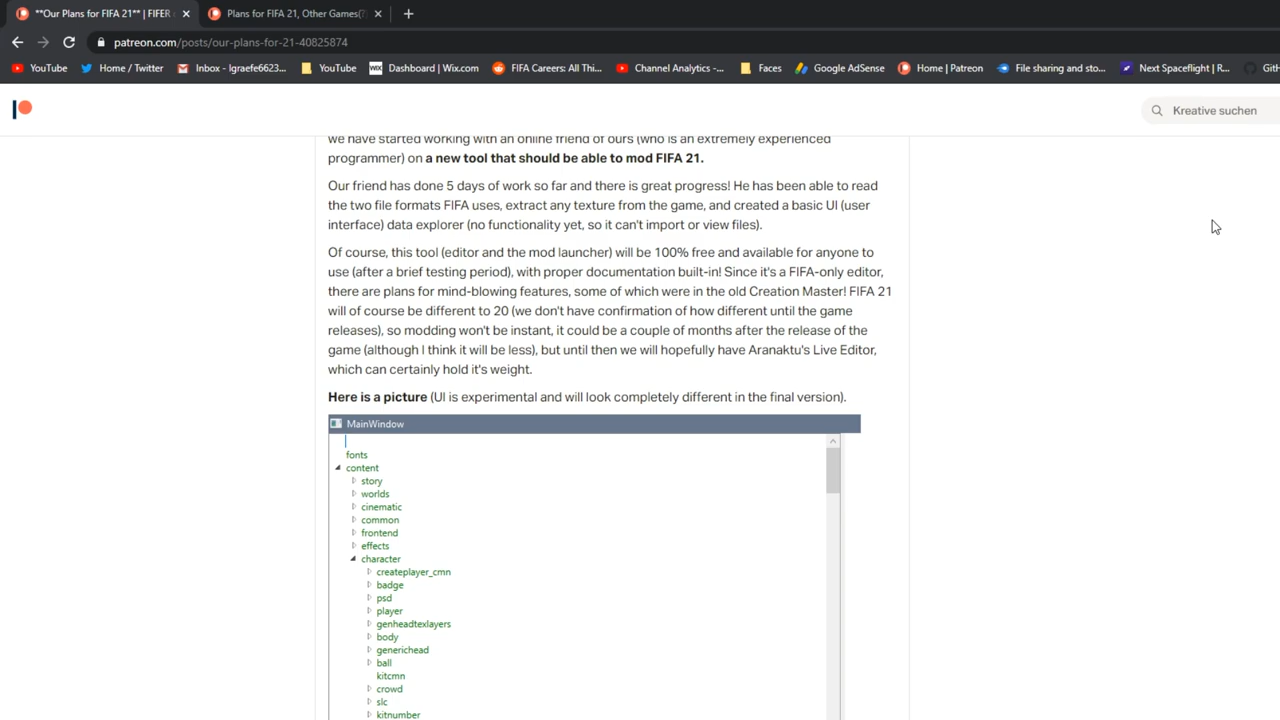 **Our Plans for FIFA 21** | FIFER
Plans for FIFA 21, Other Games(?)
patreon.com/posts/our-plans-for-21-40825874
YouTube
Home / Twitter
Inbox - lgraefe6623...
YouTube
WIX Dashboard | Wix.com
FIFA Careers: All Thi...
Channel Analytics -...
Faces
Google AdSense
Home | Patreon
File sharing and sto...
Next Spaceflight | R...
GitH
Kreative suchen
we have started working with an online friend of ours (who is an extremely experienced
programmer) on a new tool that should be able to mod FIFA 21.
Our friend has done 5 days of work so far and there is great progress! He has been able to read
the two file formats FIFA uses, extract any texture from the game, and created a basic UI (user
interface) data explorer (no functionality yet, so it can't import or view files).
Of course, this tool (editor and the mod launcher) will be 100% free and available for anyone to
use (after a brief testing period), with proper documentation built-in! Since it's a FIFA-only editor,
there are plans for mind-blowing features, some of which were in the old Creation Master! FIFA 21
will of course be different to 20 (we don't have confirmation of how different until the game
releases), so modding won't be instant, it could be a couple of months after the release of the
game (although I think it will be less), but until then we will hopefully have Aranaktu's Live Editor,
which can certainly hold it's weight.
Here is a picture (UI is experimental and will look completely different in the final version).
MainWindow
fonts
content
story
worlds
cinematic
common
frontend
effects
character
createplayer_cmn
badge
psd
player
genheadtexlayers
body
generichead
ball
kitcmn
crowd
slc
kitnumber